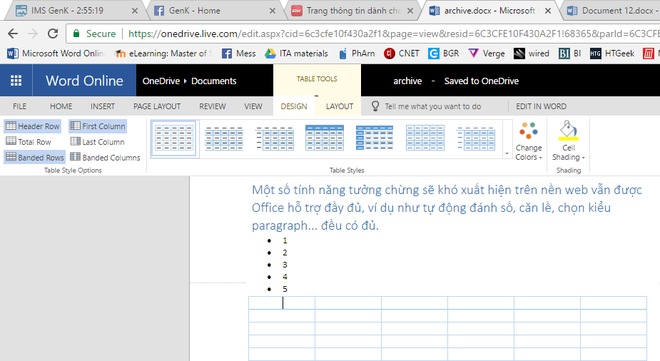 IMS GenK - 2:55:19 GenK - Home Trang thông tin dành cho archive.docx - Microsoft Document 12.docx -
Secure https://onedrive.live.com/edit.aspx?cid=6c3cfe10f430a2f1&page=view&resid=6C3CFE10F430A2F1!68365&parId=6C3CF
Microsoft Word Onlin eLearning: Master of S Mess ITA materials PhArn CNET BGR Verge wired BI HTGeek
Word Online OneDrive Documents TABLE TOOLS archive - Saved to OneDrive
FILE HOME INSERT PAGE LAYOUT REVIEW VIEW DESIGN LAYOUT Tell me what you want to do EDIT IN WORD
Header Row First Column
Total Row Last Column
Banded Rows Banded Columns
Change Colors Cell Shading
Table Style Options Table Styles Shading
Một số tính năng tưởng chừng sẽ khó xuất hiện trên nền web vẫn được
Office hỗ trợ đầy đủ, ví dụ như tự động đánh số, căn lề, chọn kiểu
paragraph... đều có đủ.
• 1
• 2
• 3
• 4
• 5